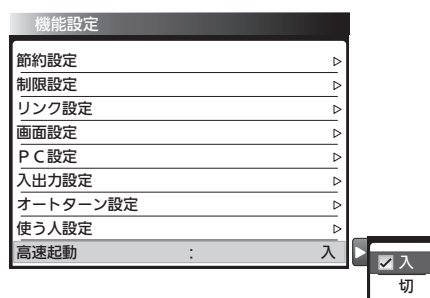 機能設定
節約設定
制限設定
リンク設定
画面設定
ＰＣ設定
入出力設定
オートターン設定
使う人設定
高速起動 : 入
入
切